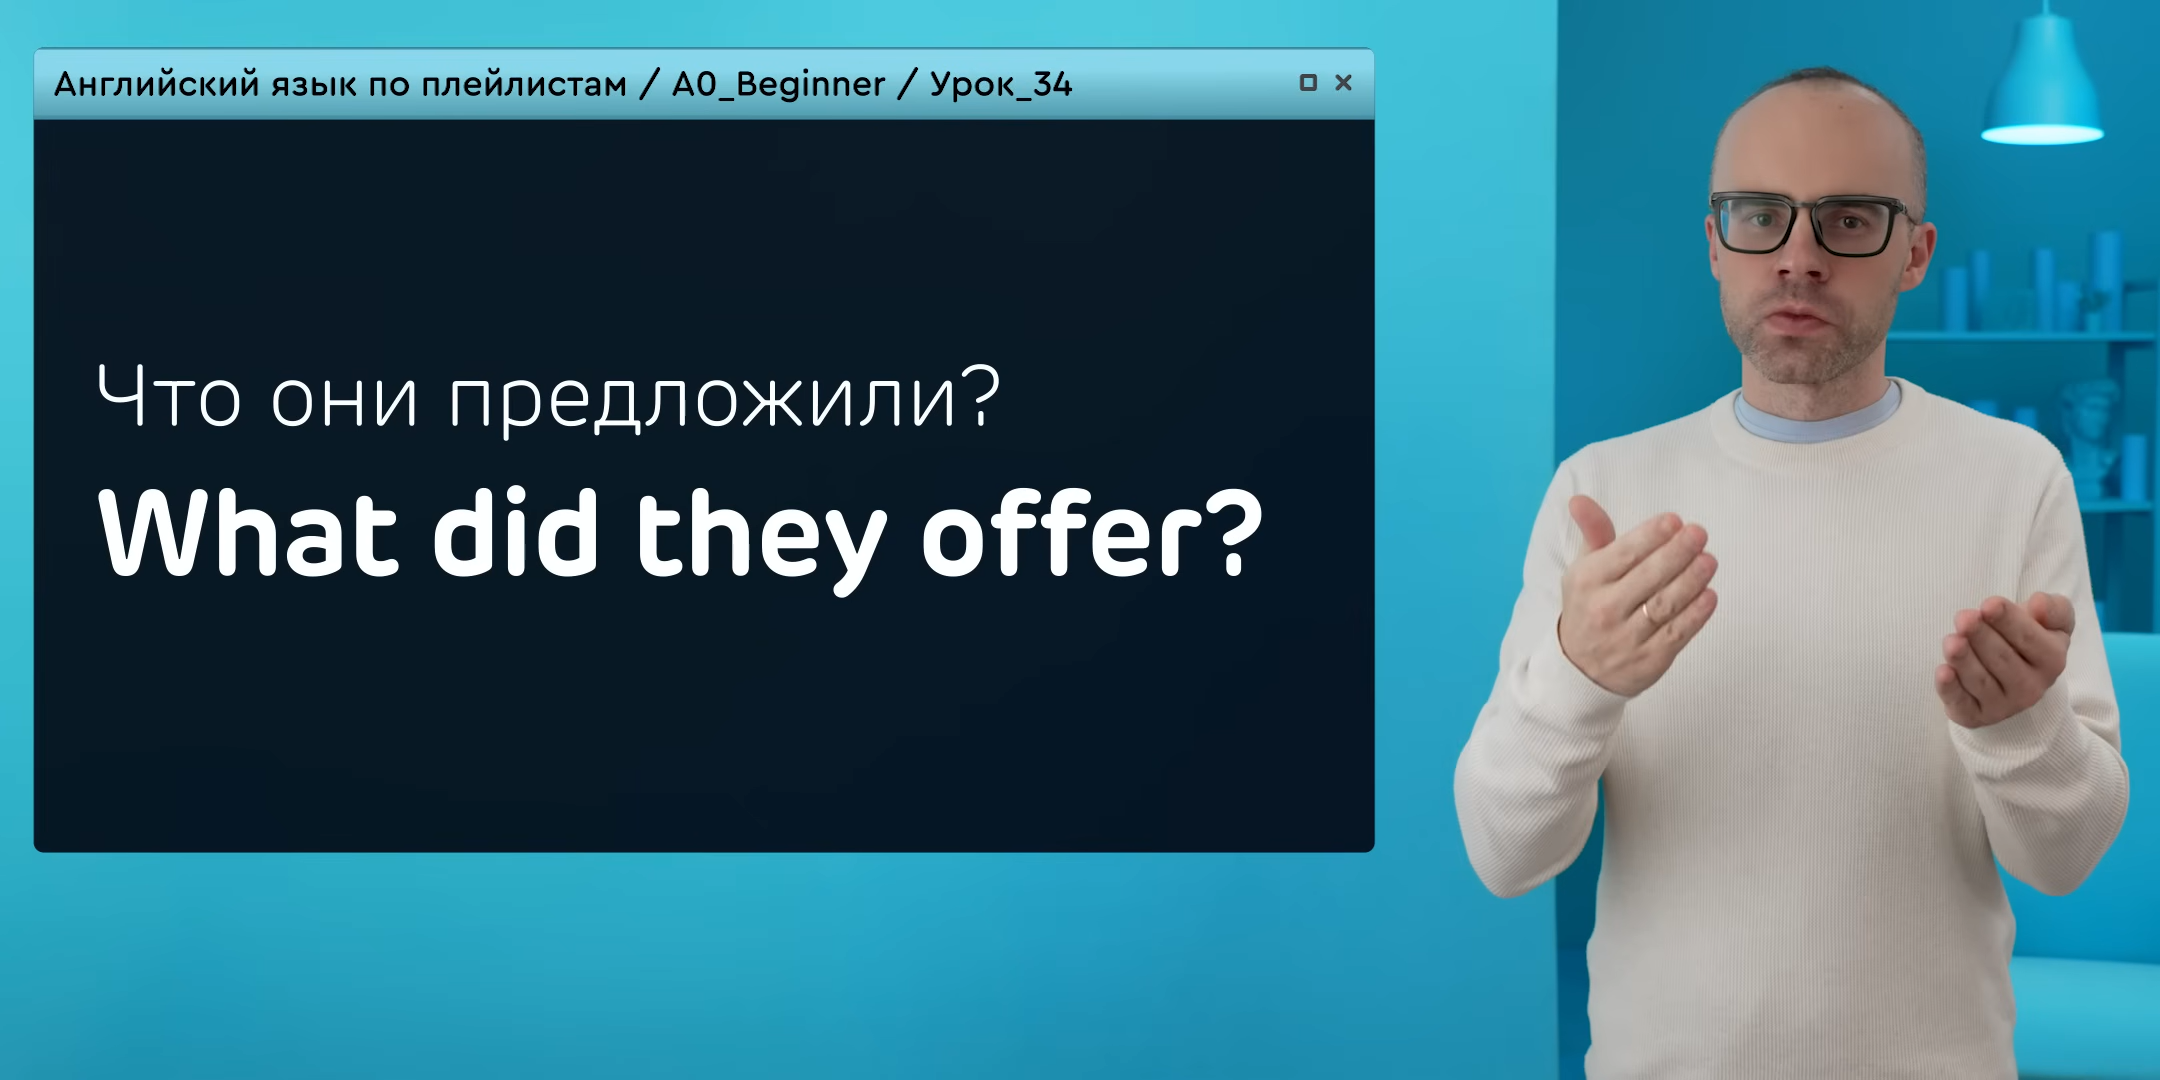 Английский язык по плейлистам / A0_Beginner / Урок_34
Что они предложили?
What did they offer?